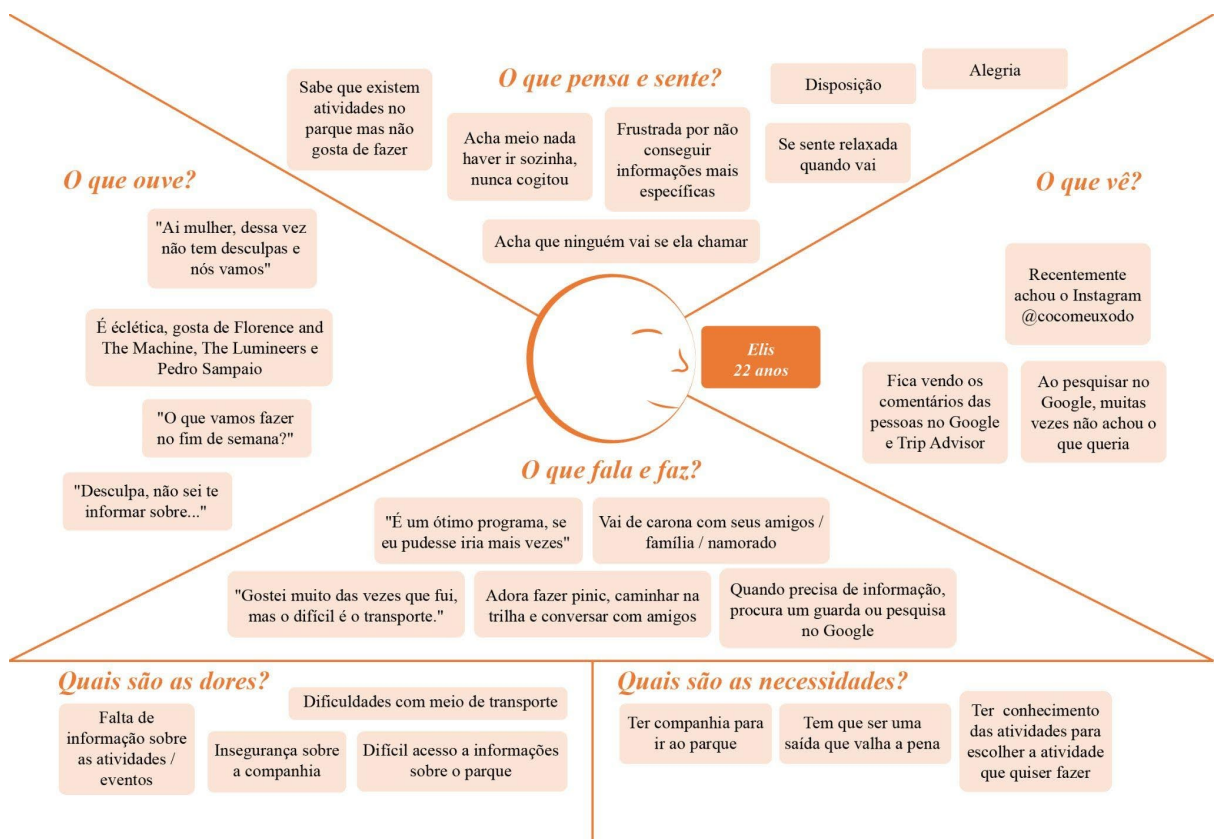 O que pensa e sente?
Sabe que existem
atividades no
parque mas não
gosta de fazer
Acha meio nada
haver ir sozinha,
nunca cogitou
Frustrada por não
conseguir
informações mais
específicas
Disposição
Alegria
Se sente relaxada
quando vai
Acha que ninguém vai se ela chamar
O que ouve?
"Ai mulher, dessa vez
não tem desculpas e
nós vamos"
É éclética, gosta de Florence and
The Machine, The Lumineers e
Pedro Sampaio
"O que vamos fazer
no fim de semana?"
"Desculpa, não sei te
informar sobre..."
Elis
22 anos
O que vê?
Recentemente
achou o Instagram
@cocomeuxodo
Fica vendo os
comentários das
pessoas no Google
e Trip Advisor
Ao pesquisar no
Google, muitas
vezes não achou o
que queria
O que fala e faz?
"É um ótimo programa, se
eu pudesse iria mais vezes"
Vai de carona com seus amigos /
família / namorado
"Gostei muito das vezes que fui,
mas o difícil é o transporte."
Adora fazer pinic, caminhar na
trilha e conversar com amigos
Quando precisa de informação,
procura um guarda ou pesquisa
no Google
Quais são as dores?
Dificuldades com meio de transporte
Falta de
informação sobre
as atividades /
eventos
Insegurança sobre
a companhia
Difícil acesso a informações
sobre o parque
Quais são as necessidades?
Ter companhia para
ir ao parque
Tem que ser uma
saída que valha a pena
Ter conhecimento
das atividades para
escolher a atividade
que quiser fazer